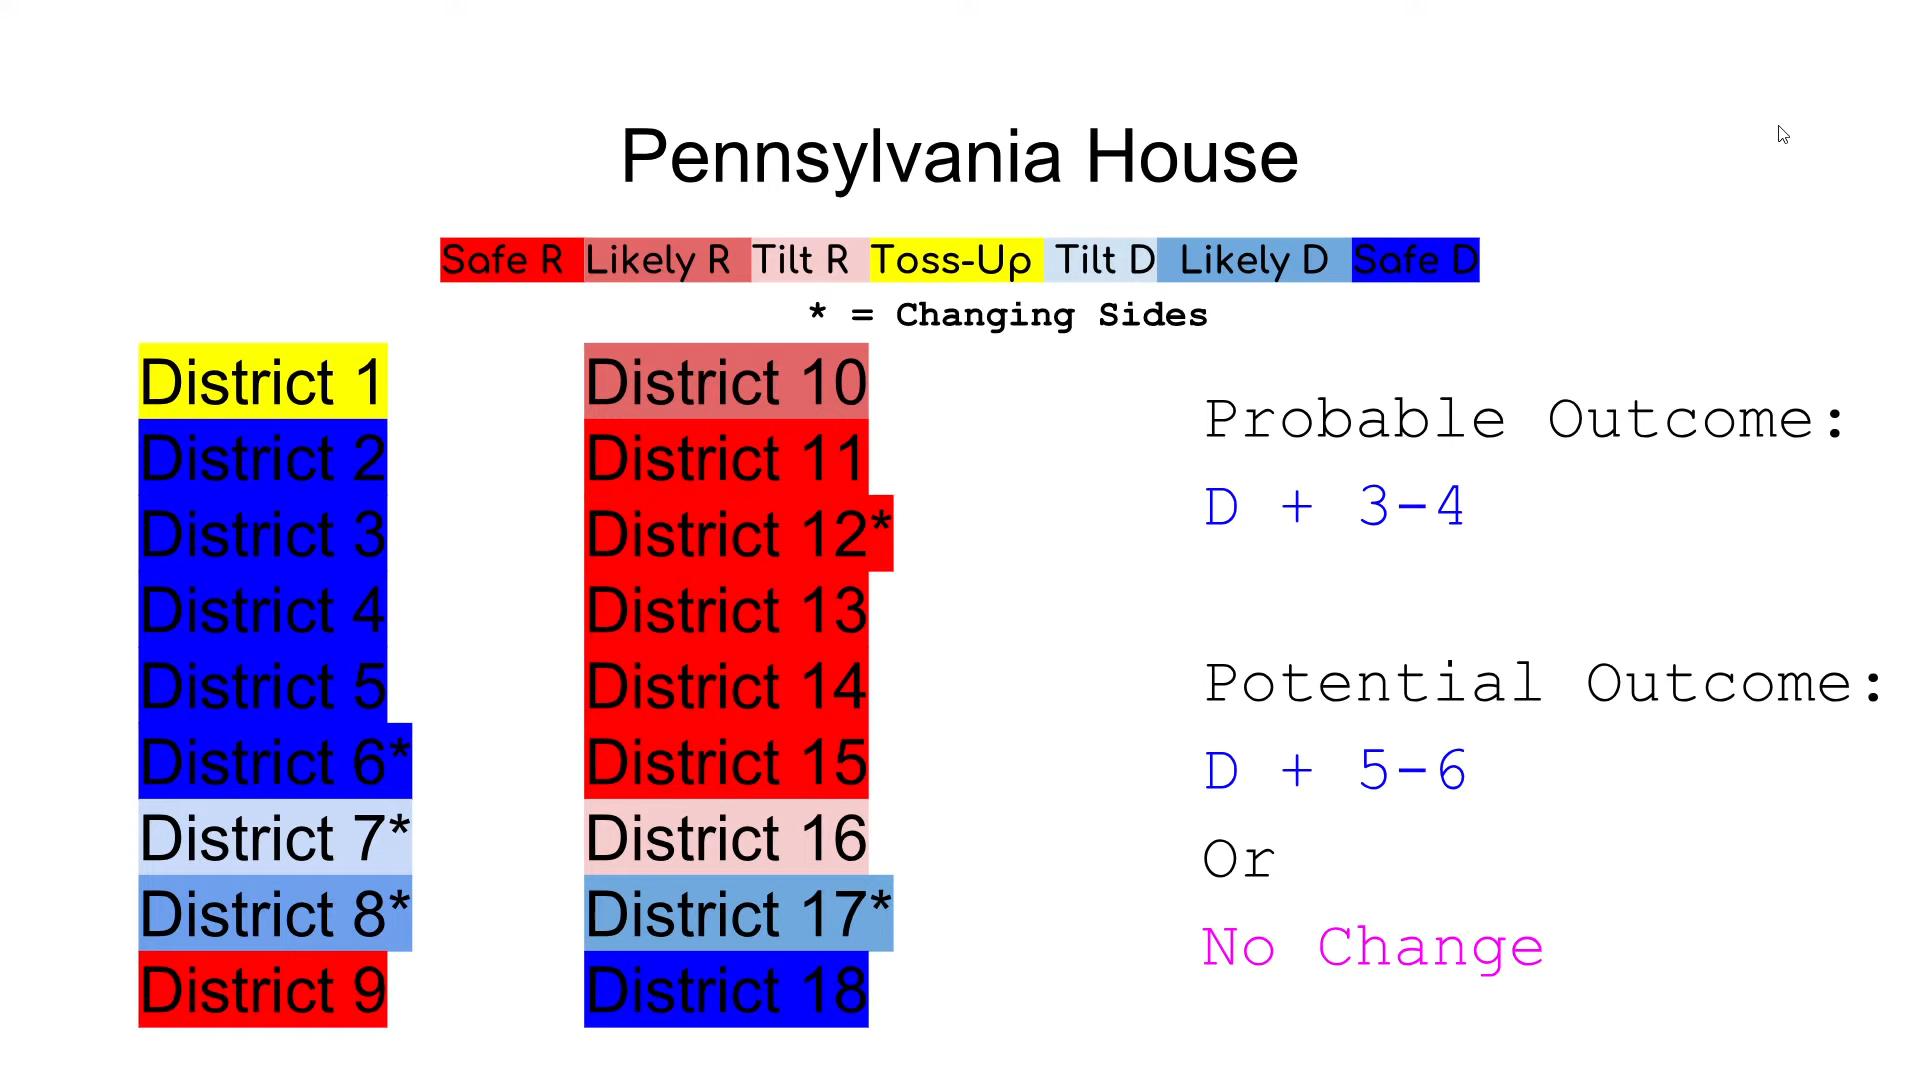 Pennsylvania House
Safe R Likely R Tilt R Toss-Up Tilt D Likely D Safe D
* = Changing Sides
District 1
District 2
District 3
District 4
District 5
District 6*
District 7*
District 8*
District 9
District 10
District 11
District 12*
District 13
District 14
District 15
District 16
District 17*
District 18
Probable Outcome:
D + 3-4
Potential Outcome:
D + 5-6
Or
No Change